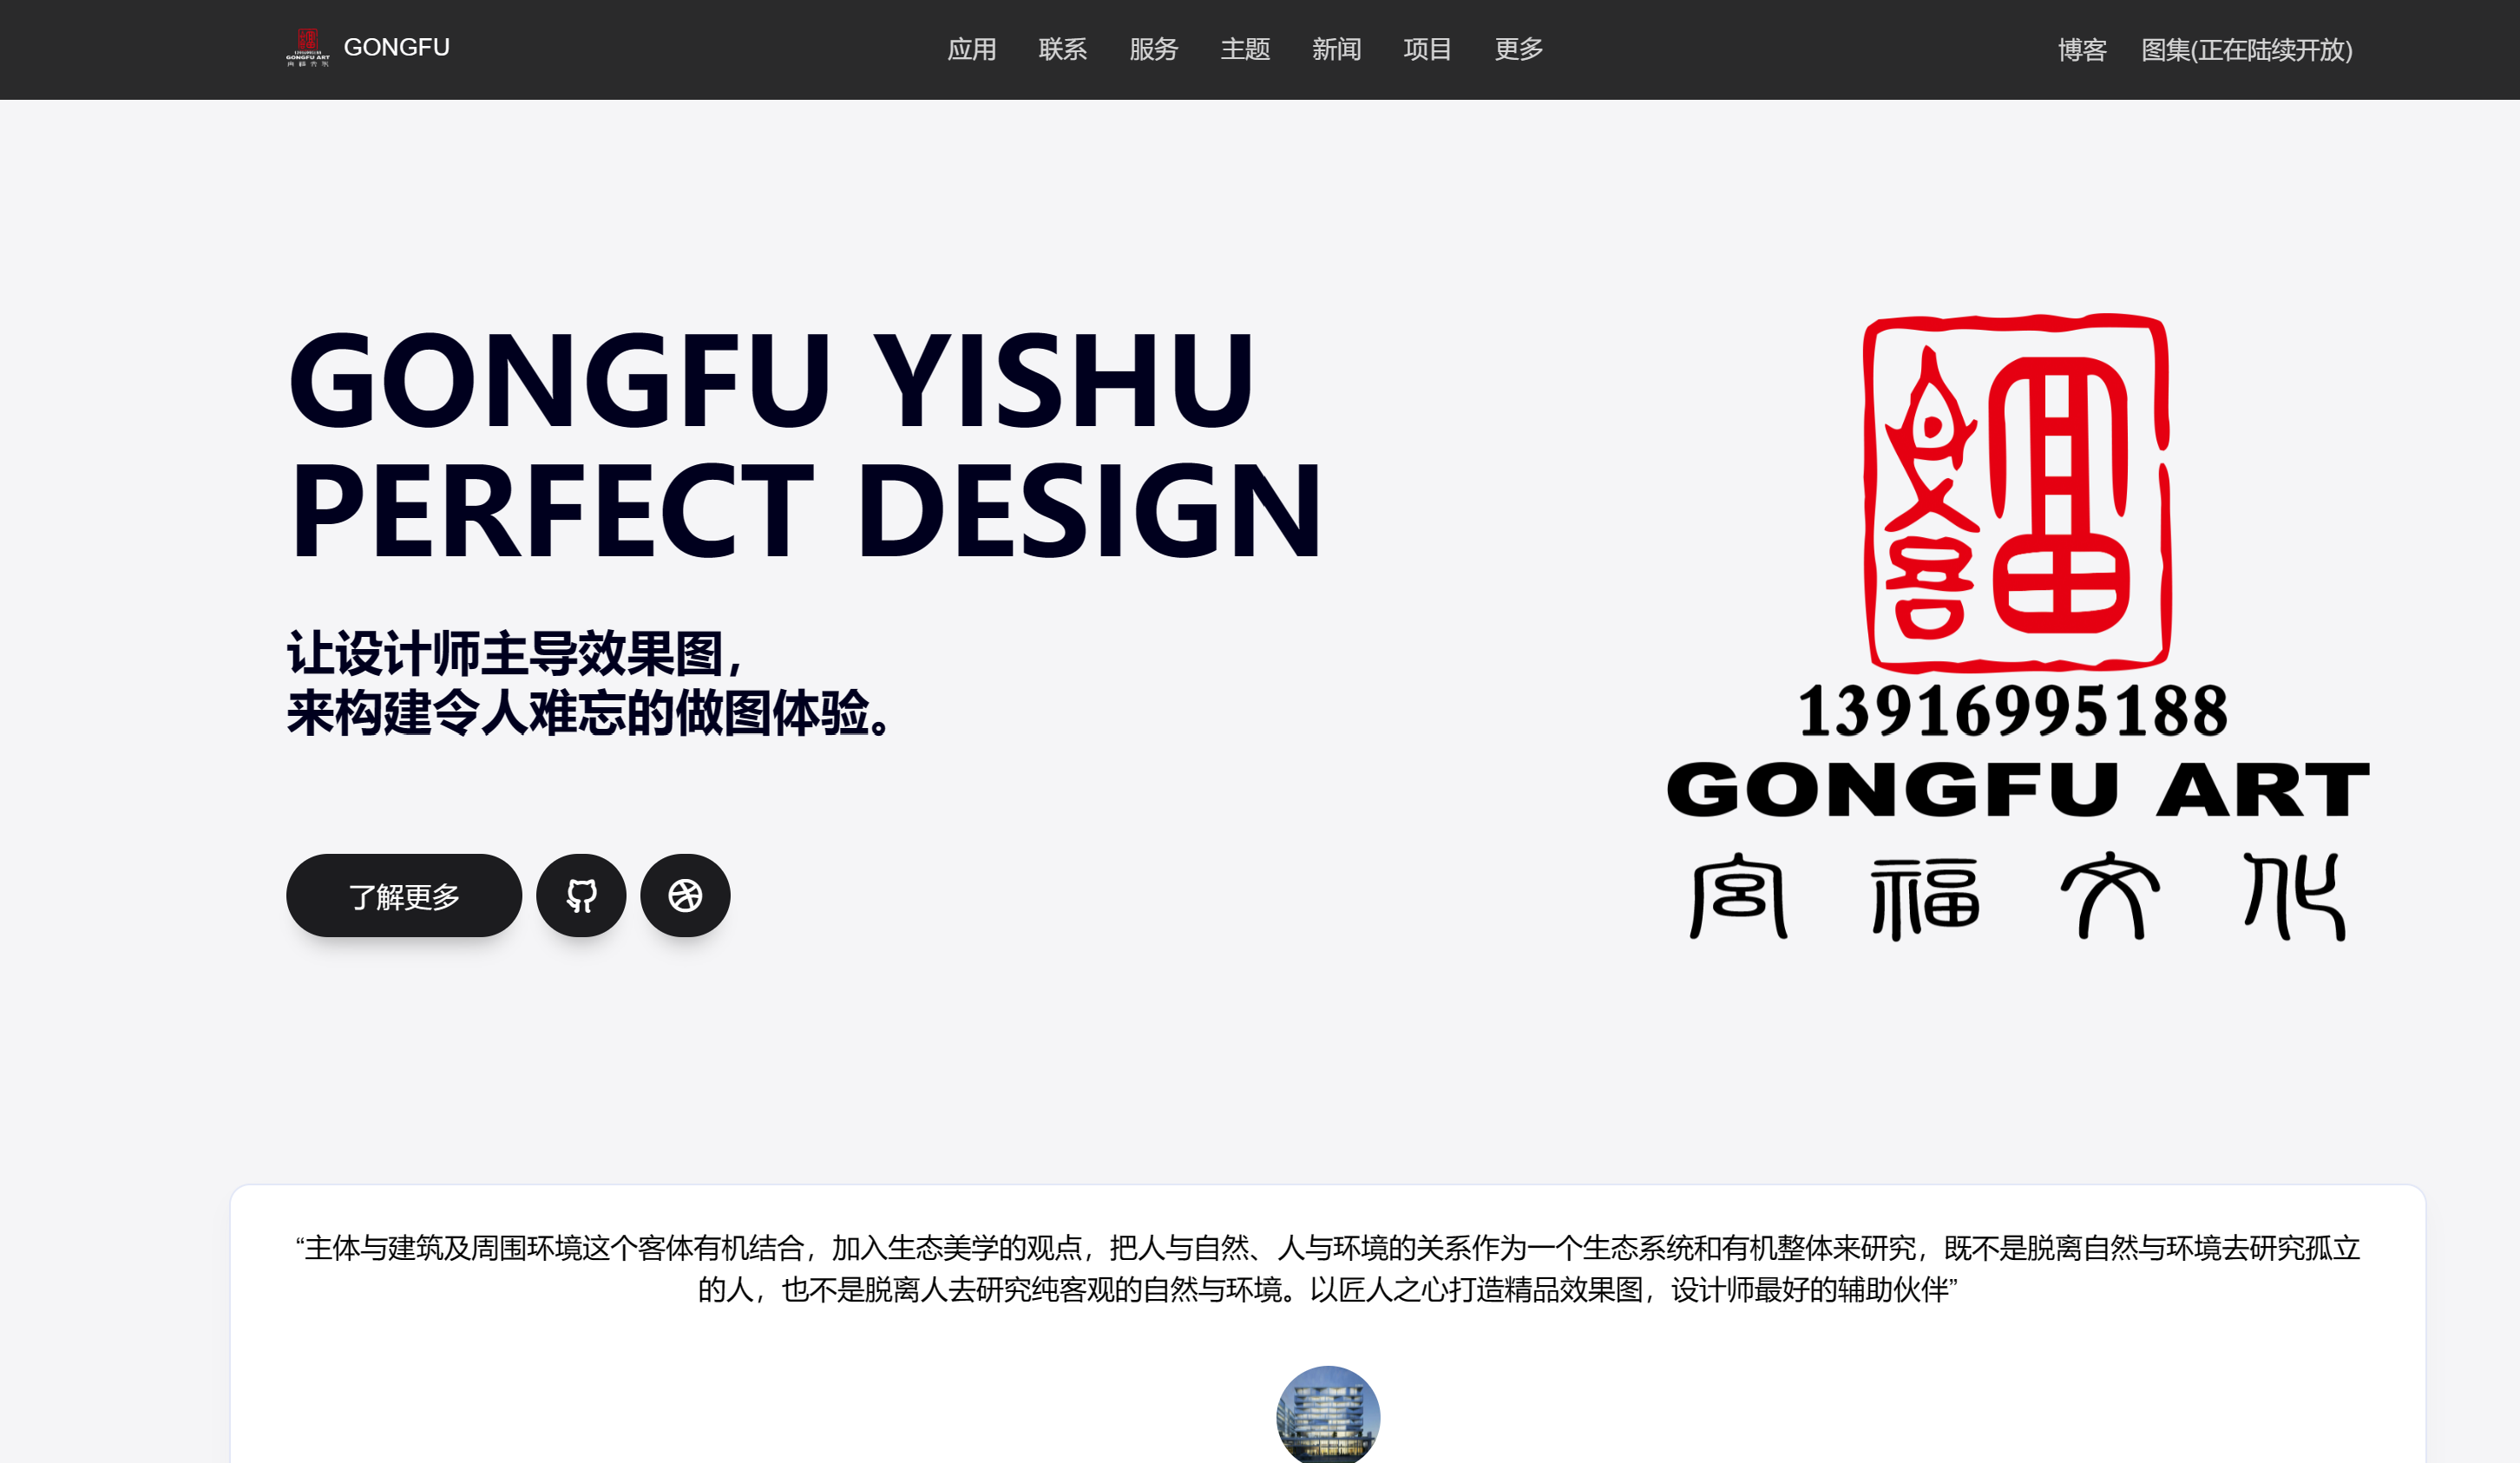 GONGFU
应用 联系 服务 主题 新闻 项目 更多
博客 图集(正在陆续开放)
GONGFU YISHU
PERFECT DESIGN
让设计师主导效果图，
来构建令人难忘的做图体验。
了解更多
13916995188
GONGFU ART
宫福文化
“主体与建筑及周围环境这个客体有机结合，加入生态美学的观点，把人与自然、人与环境的关系作为一个生态系统和有机整体来研究，既不是脱离自然与环境去研究孤立
的人，也不是脱离人去研究纯客观的自然与环境。以匠人之心打造精品效果图，设计师最好的辅助伙伴”